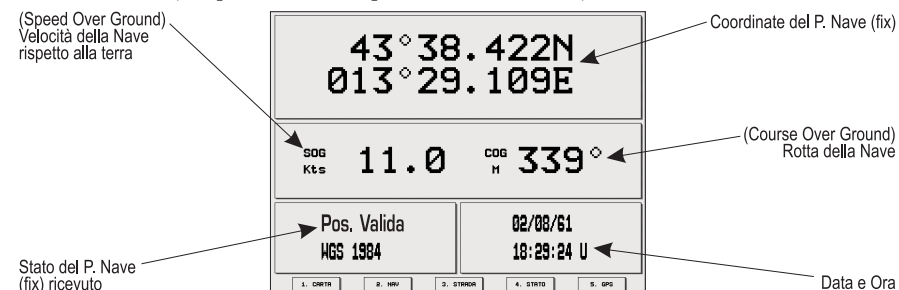 (Speed Over Ground)
Velocità della Nave
rispetto alla terra
Coordinate del P. Nave (fix)
43°38.422N
013°29.109E
SOG
Kts
11.0
COG
M
339°
(Course Over Ground)
Rotta della Nave
Pos. Valida
WGS 1984
02/08/61
18:29:24 U
Stato del P. Nave
(fix) ricevuto
Data e Ora
1. CARTA
2. NAV
3. STRADA
4. STATO
5. GPS